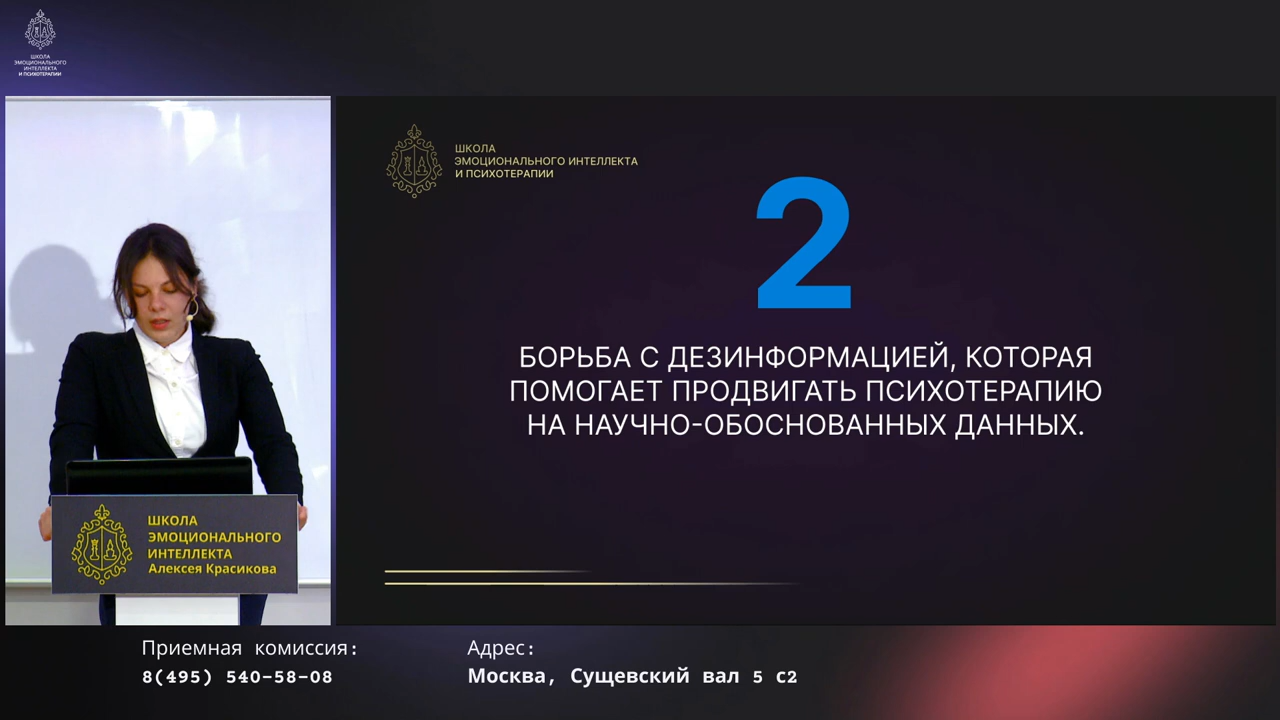 ШКОЛА
ЭМОЦИОНАЛЬНОГО
ИНТЕЛЛЕКТА
И ПСИХОТЕРАПИИ
ШКОЛА
ЭМОЦИОНАЛЬНОГО ИНТЕЛЛЕКТА
И ПСИХОТЕРАПИИ
2
БОРЬБА С ДЕЗИНФОРМАЦИЕЙ, КОТОРАЯ
ПОМОГАЕТ ПРОДВИГАТЬ ПСИХОТЕРАПИЮ
НА НАУЧНО-ОБОСНОВАННЫХ ДАННЫХ.
ШКОЛА
ЭМОЦИОНАЛЬНОГО
ИНТЕЛЛЕКТА
Алексея Красикова
Приемная комиссия:
8(495) 540-58-08
Адрес:
Москва, Сущевский вал 5 с2